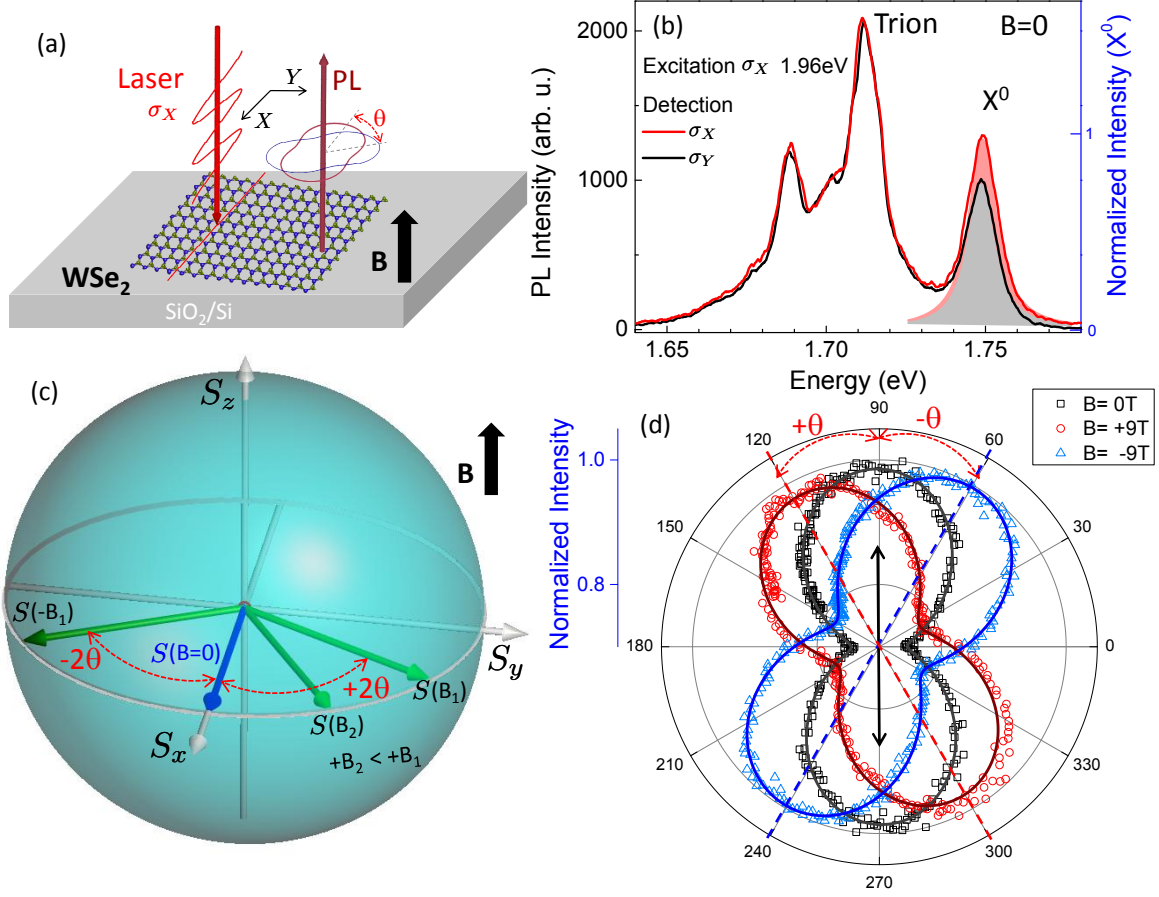 (a)
Laser
σX
Y
X
PL
θ
B
WSe2
SiO2/Si
(b)
Trion
B=0
Excitation σX 1.96eV
Detection
σX
σY
X0
PL Intensity (arb. u.)
2000
1000
0
1.65
1.70
1.75
Energy (eV)
Normalized Intensity (X0)
1
0
(c)
Sz
B
S(-B1)
-2θ
S(B=0)
+2θ
S(B1)
S(B2)
Sy
Sx
+B2 < +B1
(d)
Normalized Intensity
1.0
0.8
B= 0T
B= +9T
B= -9T
+θ
-θ
90
120
60
150
30
180
0
210
330
240
300
270